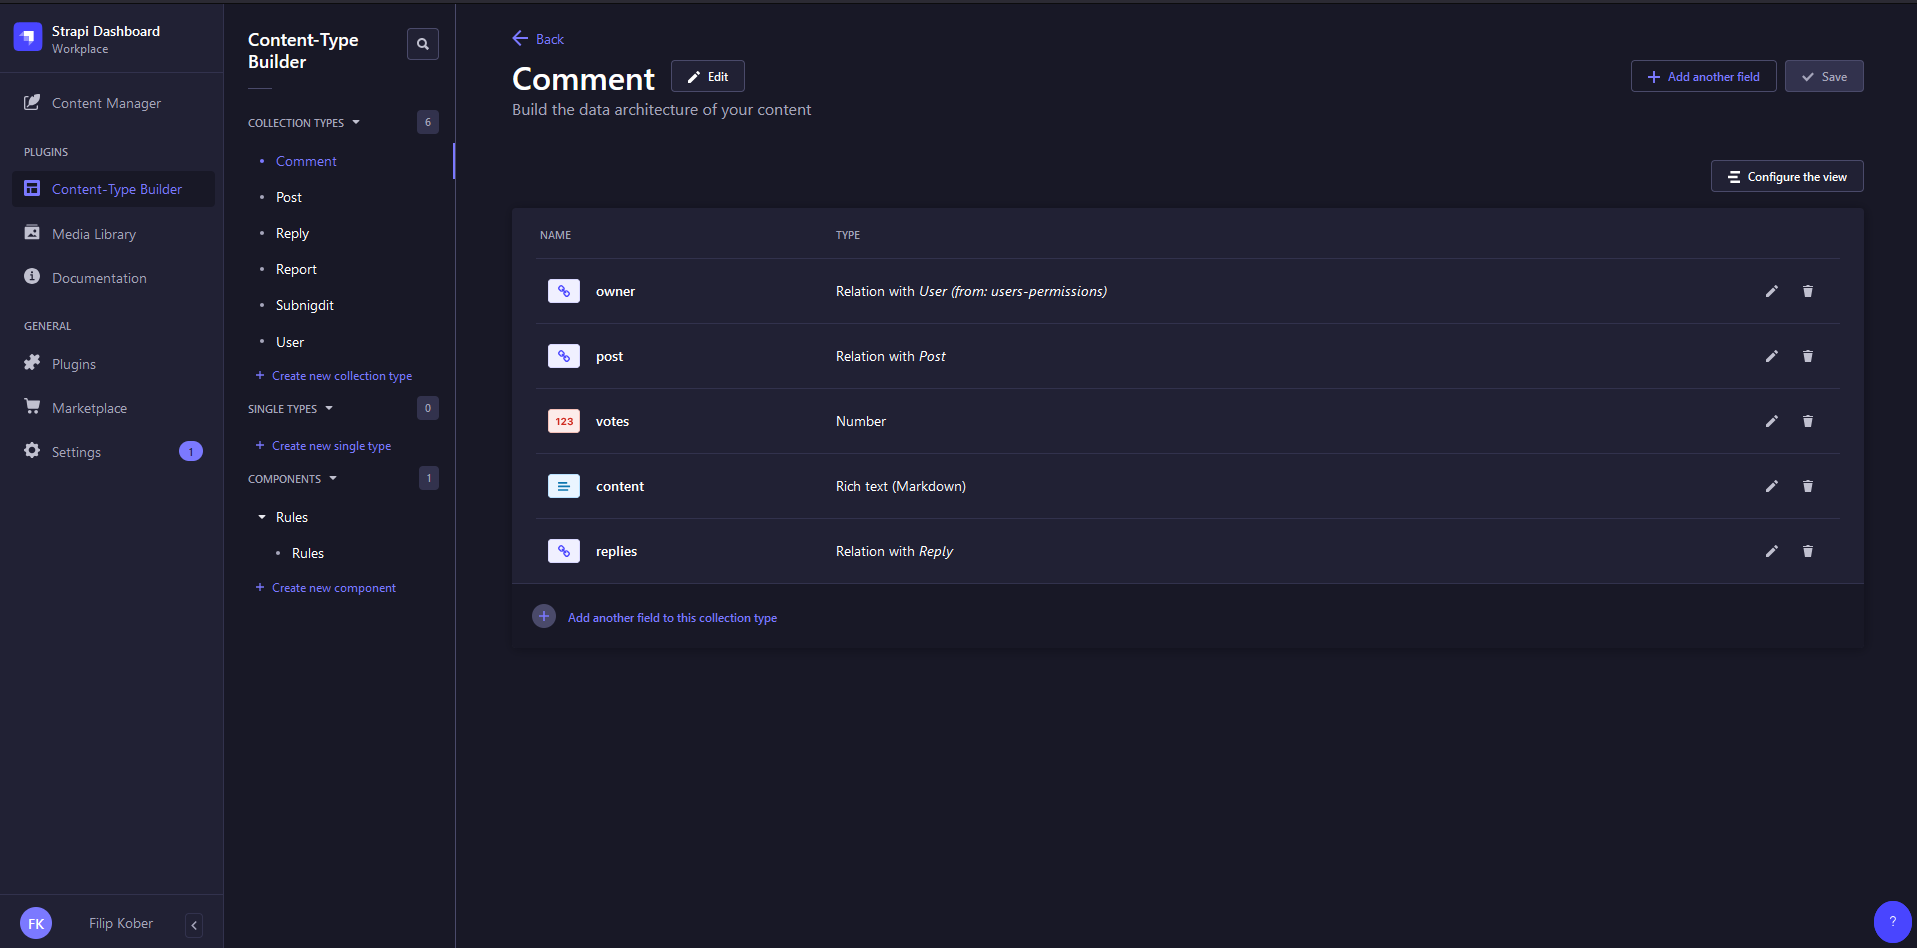 Strapi Dashboard
Workplace
Content Manager
PLUGINS
Content-Type Builder
Media Library
Documentation
GENERAL
Plugins
Marketplace
Settings
1
FK
Filip Kober
Content-Type
Builder
COLLECTION TYPES
6
Comment
Post
Reply
Report
Subnigdit
User
+ Create new collection type
SINGLE TYPES
0
+ Create new single type
COMPONENTS
1
Rules
Rules
+ Create new component
Back
Comment
Edit
Build the data architecture of your content
+ Add another field
Save
Configure the view
NAME TYPE
owner Relation with User (from: users-permissions)
post Relation with Post
123 votes Number
content Rich text (Markdown)
replies Relation with Reply
+ Add another field to this collection type
?